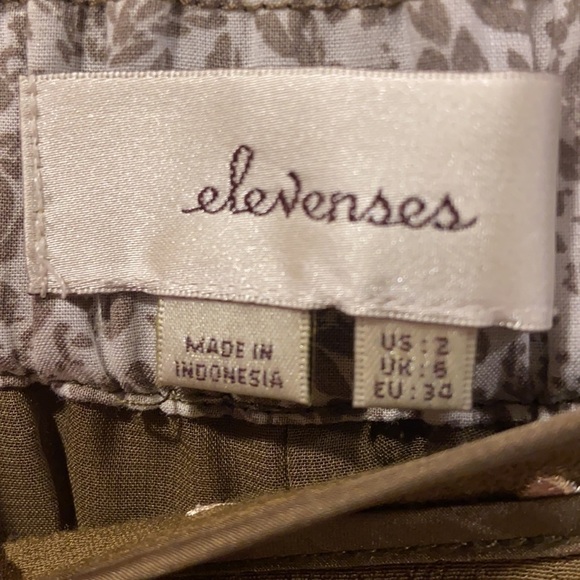 elevenses
MADE IN
INDONESIA
US : 2
UK : 6
EU : 34